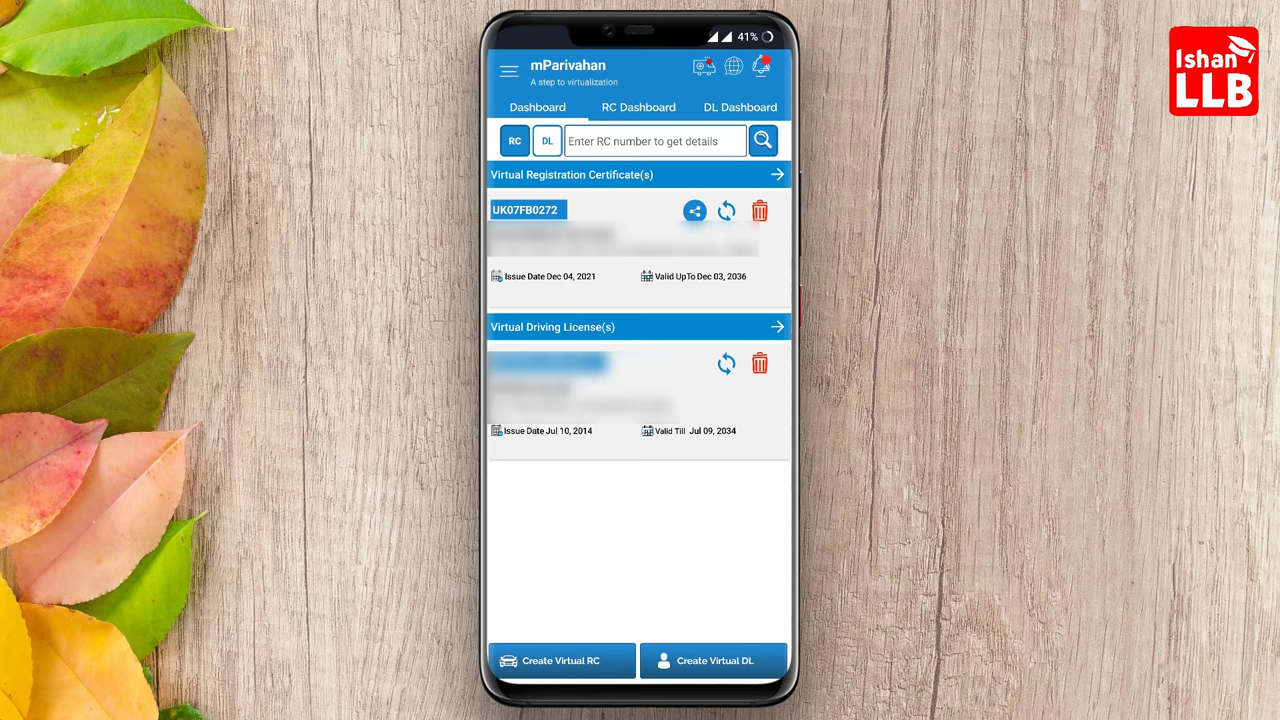 41%
mParivahan
A step to virtualization
Dashboard RC Dashboard DL Dashboard
RC DL Enter RC number to get details
Virtual Registration Certificate(s)
UK07FB0272
Issue Date Dec 04, 2021 Valid UpTo Dec 03, 2036
Virtual Driving License(s)
Issue Date Jul 10, 2014 Valid Till Jul 09, 2034
Create Virtual RC Create Virtual DL
Ishan
LLB